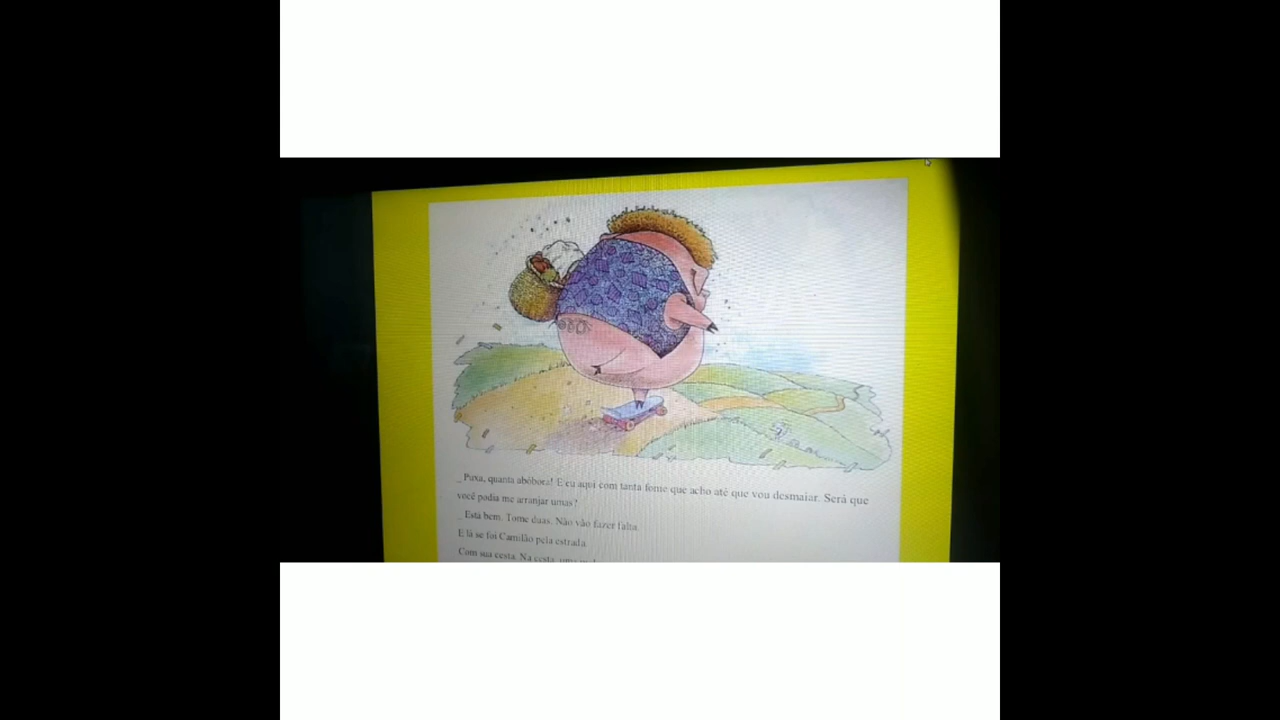 _ Puxa, quanta abóbora! E eu aqui com tanta fome que acho até que vou desmaiar. Será que
você podia me arranjar umas?
_ Está bem. Tome duas. Não vão fazer falta.
E lá se foi Camilão pela estrada.
Com sua cesta. Na cesta, uma